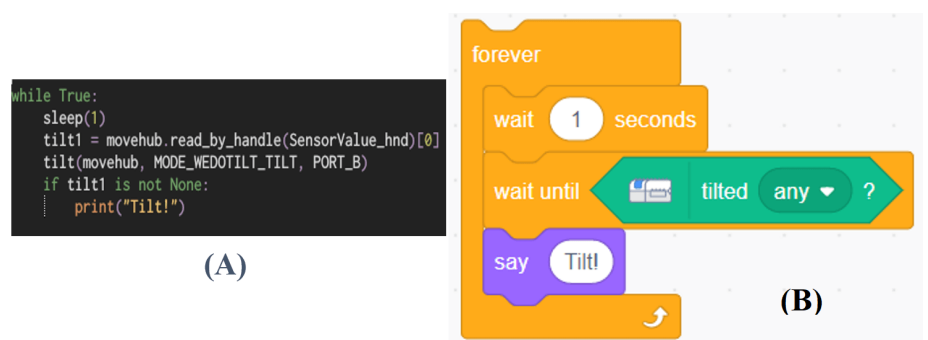 while True:
sleep(1)
tilt1 = movehub.read_by_handle(SensorValue_hnd)[0]
tilt(movehub, MODE_WEDOTILT_TILT, PORT_B)
if tilt1 is not None:
print("Tilt!")
(A)
forever
wait 1 seconds
wait until tilted any ?
say Tilt!
(B)